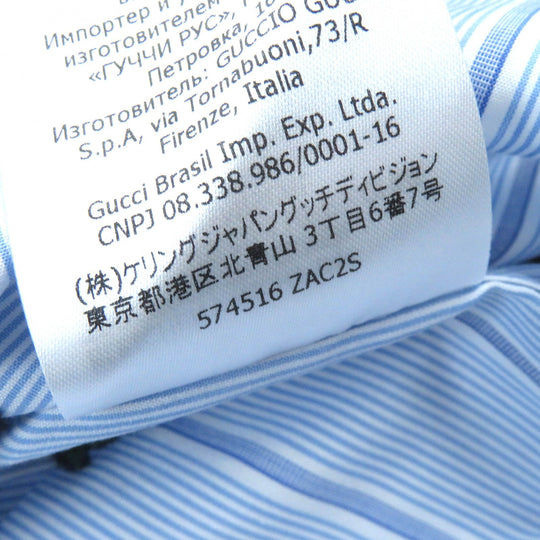 Импортер и
изготовителем
«ГУЧЧИ РУС»,
Петровка,
Изготовитель: GUCCIO
S.p.A, via Tornabuoni,73/R
Firenze, Italia
Gucci Brasil Imp. Exp. Ltda.
CNPJ 08.338.986/0001-16
(株)ケリングジャパングッチディビジョン
東京都港区北青山 3丁目6番7号
574516 ZAC2S